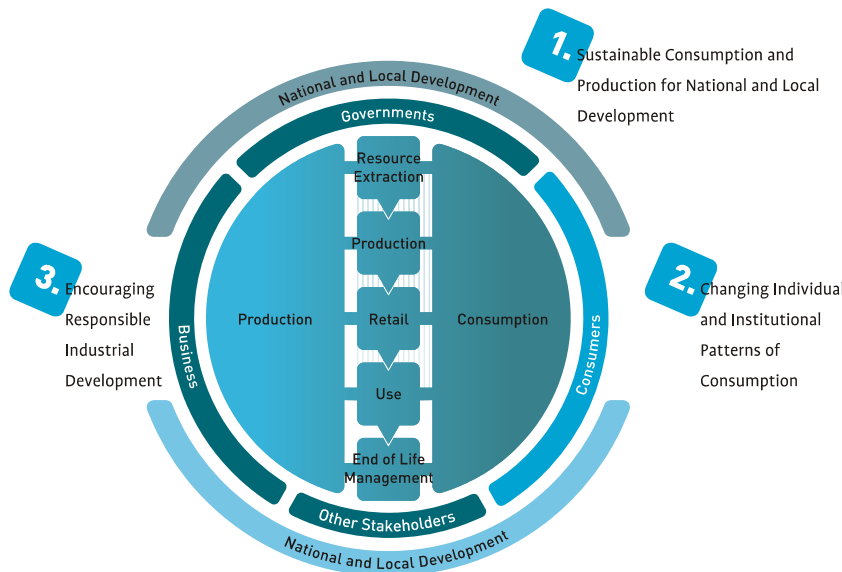 1.
Sustainable Consumption and
Production for National and Local
Development
National and Local Development
Governments
Resource
Extraction
Production
3.
Encouraging
Responsible
Industrial
Development
Business
Production
Retail
Consumption
Consumers
2.
Changing Individual
and Institutional
Patterns of
Consumption
Use
End of Life
Management
Other Stakeholders
National and Local Development